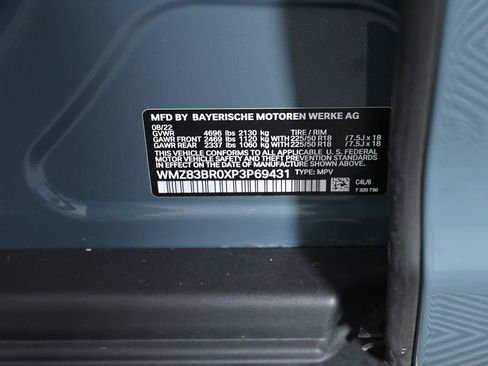 MFD BY BAYERISCHE MOTOREN WERKE AG
08/22
GVWR 4696 lbs 2130 kg TIRE / RIM
GAWR FRONT 2469 lbs 1120 kg WITH 225/50 R18 / 7.5J x 18
GAWR REAR 2337 lbs 1060 kg WITH 225/50 R18 / 7.5J x 18
THIS VEHICLE CONFORMS TO ALL APPLICABLE U. S. FEDERAL
MOTOR VEHICLE SAFETY, BUMPER, AND THEFT PREVENTION
STANDARDS IN EFFECT ON THE DATE OF MANUFACTURE SHOWN ABOVE.
WMZ83BR0XP3P69431 TYPE: MPV
C4L/6
7 320 730